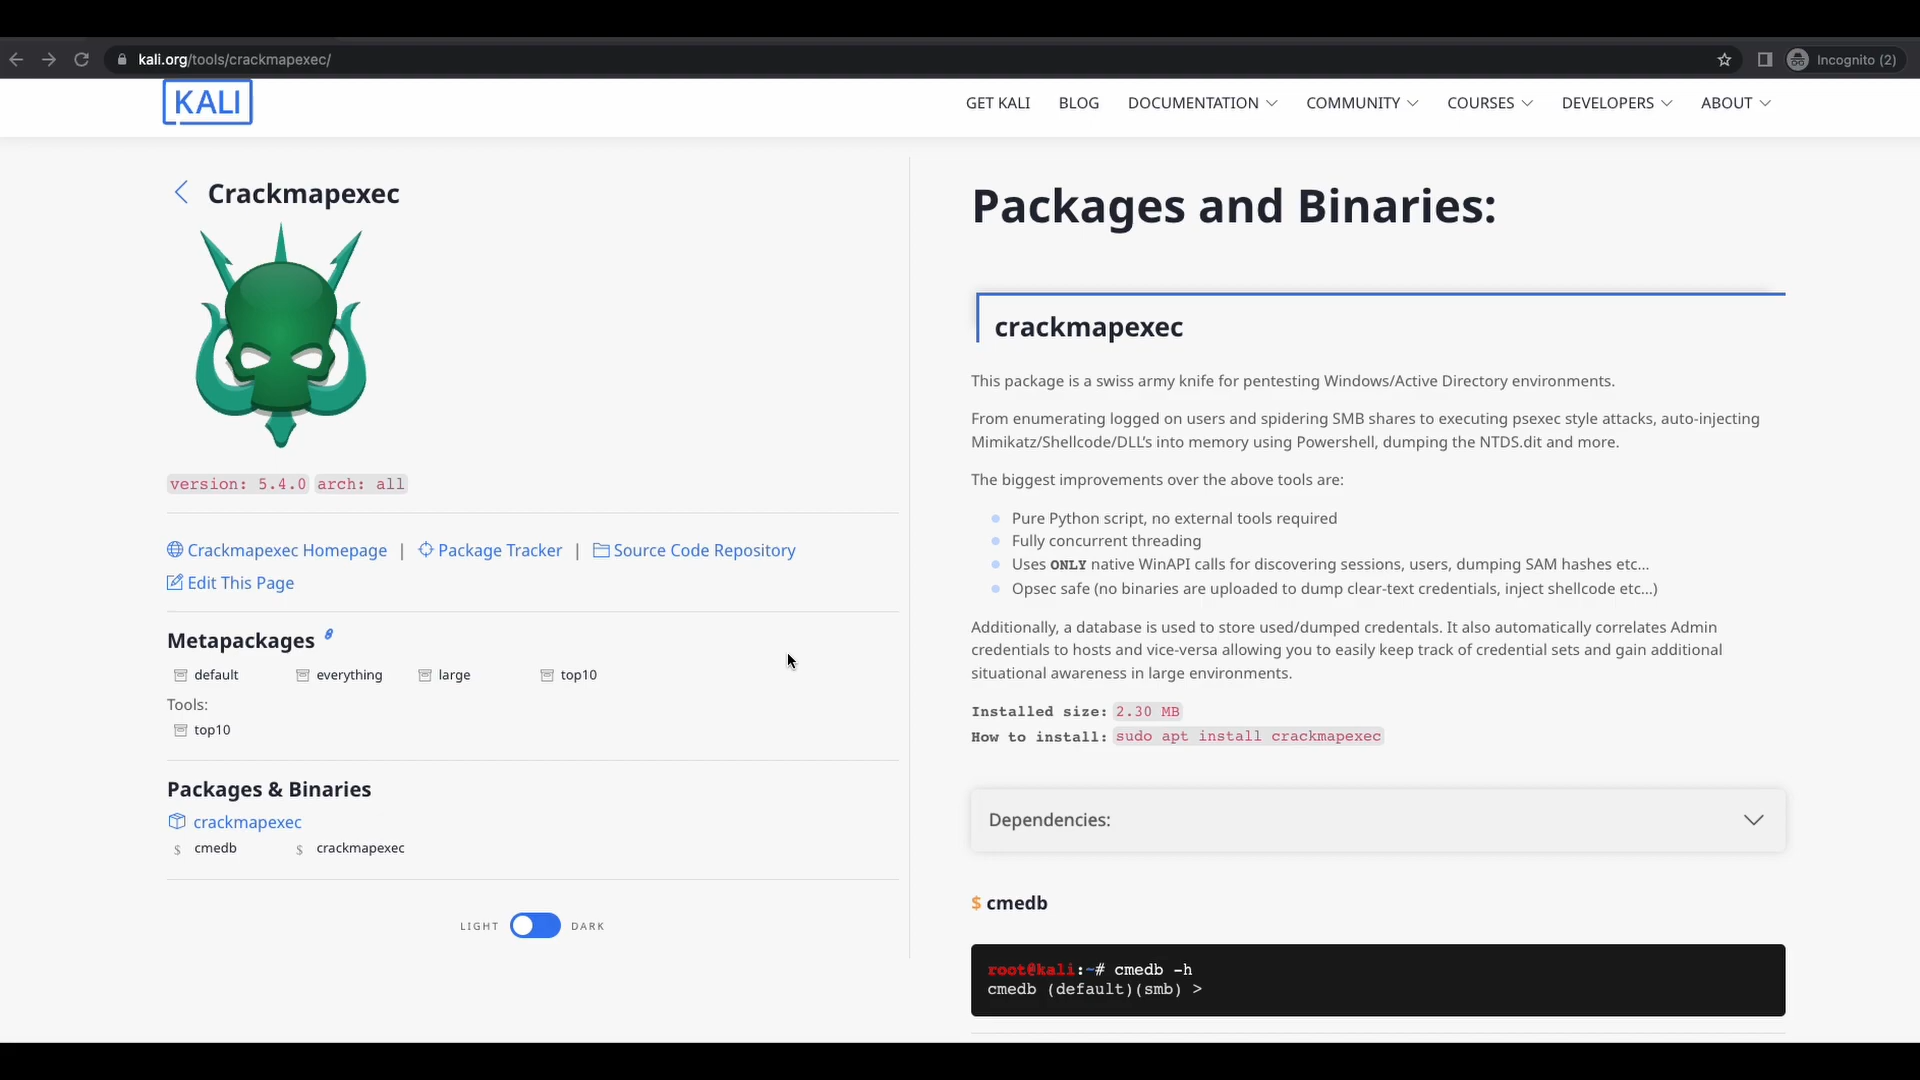 kali.org/tools/crackmapexec/
Incognito (2)
KALI
GET KALI
BLOG
DOCUMENTATION
COMMUNITY
COURSES
DEVELOPERS
ABOUT
Crackmapexec
version: 5.4.0 arch: all
Crackmapexec Homepage | Package Tracker | Source Code Repository
Edit This Page
Metapackages
default everything large top10
Tools:
top10
Packages & Binaries
crackmapexec
$ cmedb $ crackmapexec
LIGHT DARK
Packages and Binaries:
crackmapexec
This package is a swiss army knife for pentesting Windows/Active Directory environments.
From enumerating logged on users and spidering SMB shares to executing psexec style attacks, auto-injecting
Mimikatz/Shellcode/DLL's into memory using Powershell, dumping the NTDS.dit and more.
The biggest improvements over the above tools are:
Pure Python script, no external tools required
Fully concurrent threading
Uses ONLY native WinAPI calls for discovering sessions, users, dumping SAM hashes etc…
Opsec safe (no binaries are uploaded to dump clear-text credentials, inject shellcode etc…)
Additionally, a database is used to store used/dumped credentals. It also automatically correlates Admin
credentials to hosts and vice-versa allowing you to easily keep track of credential sets and gain additional
situational awareness in large environments.
Installed size: 2.30 MB
How to install: sudo apt install crackmapexec
Dependencies:
$ cmedb
root@kali:~# cmedb -h
cmedb (default)(smb) >